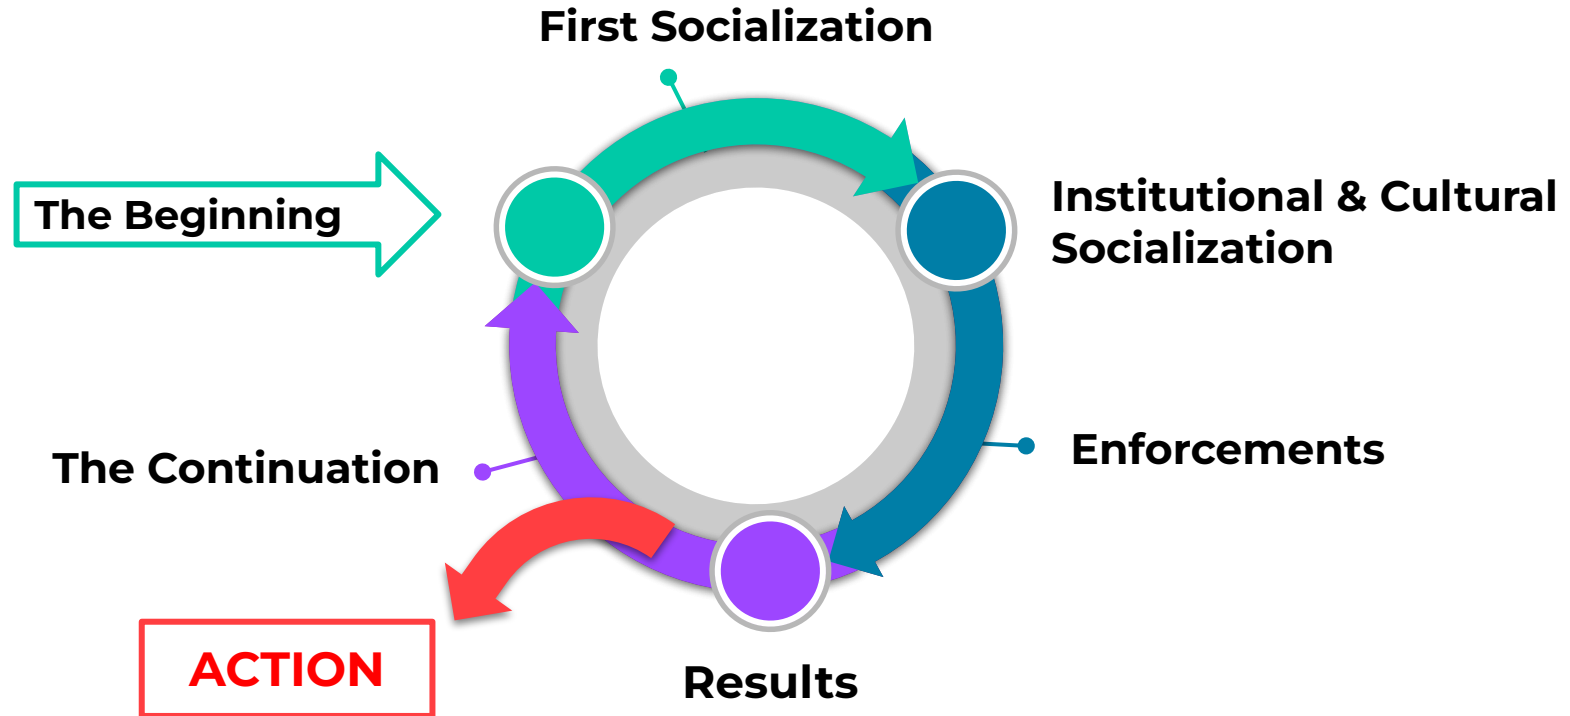 First Socialization
The Beginning
Institutional & Cultural
Socialization
Enforcements
The Continuation
ACTION
Results